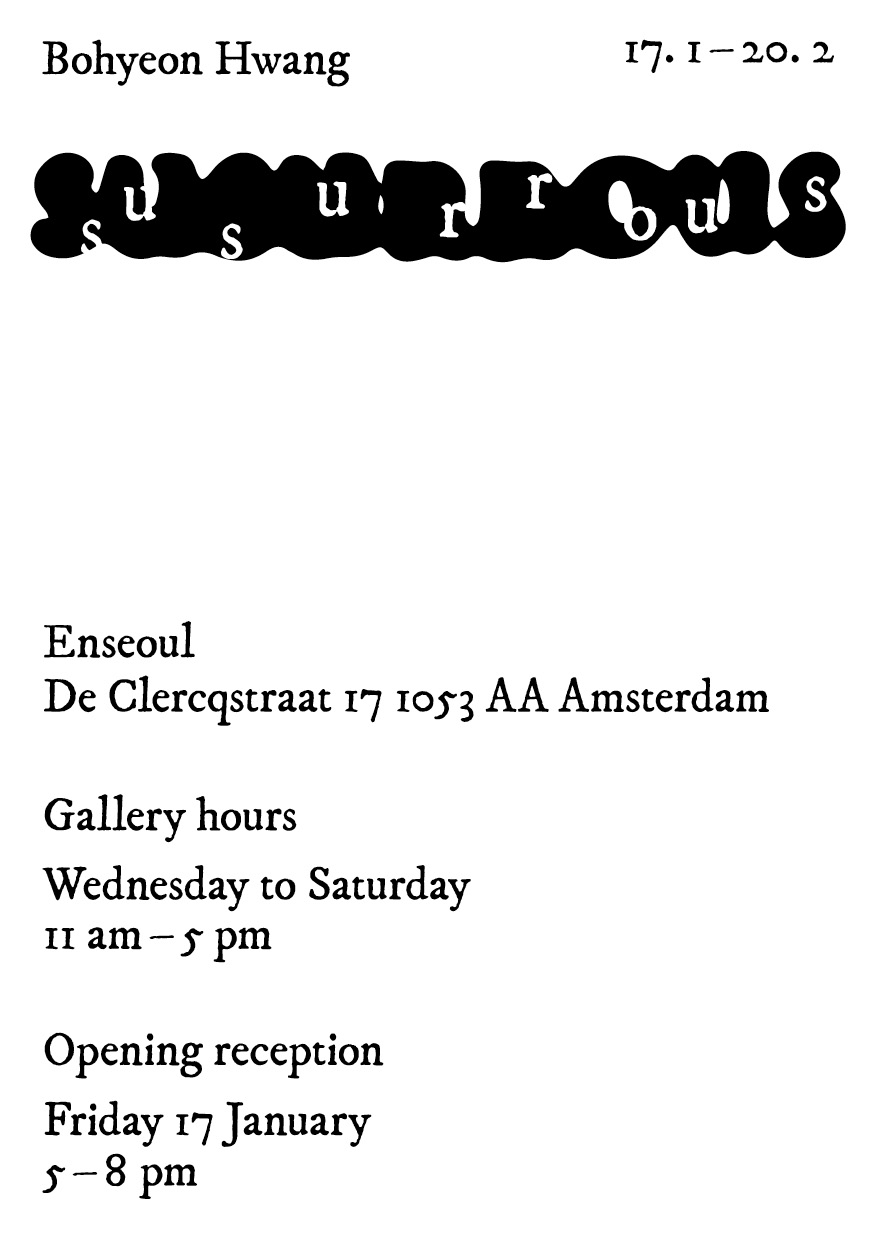 Bohyeon Hwang
17. 1 – 20. 2
susurrous
Enseoul
De Clercqstraat 17 1053 AA Amsterdam
Gallery hours
Wednesday to Saturday
11 am – 5 pm
Opening reception
Friday 17 January
5 – 8 pm